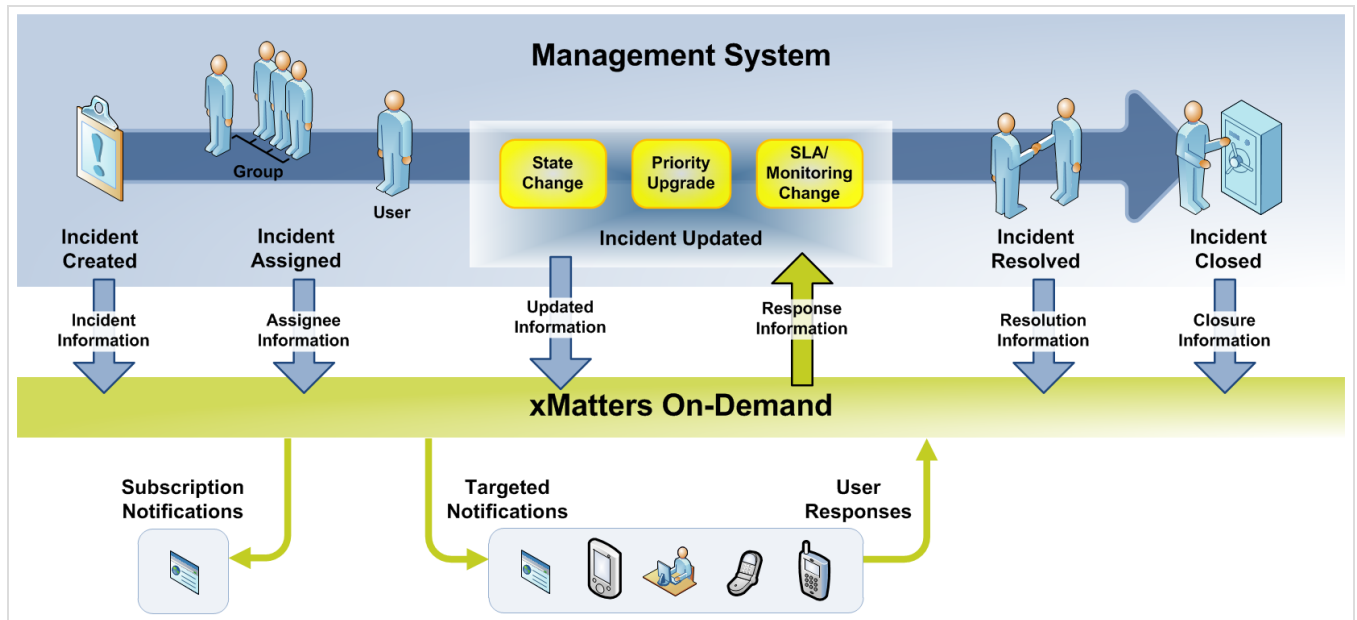 Management System
Group
User
State
Change
Priority
Upgrade
SLA/
Monitoring
Change
Incident Updated
Incident
Created
Incident
Assigned
Incident
Resolved
Incident
Closed
Incident
Information
Assignee
Information
Updated
Information
Response
Information
Resolution
Information
Closure
Information
xMatters On-Demand
Subscription
Notifications
Targeted
Notifications
User
Responses